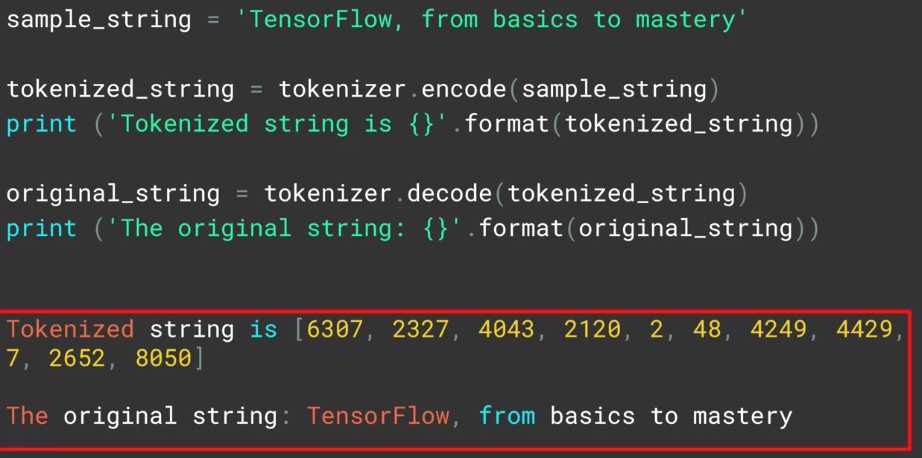 sample_string = 'TensorFlow, from basics to mastery'
tokenized_string = tokenizer.encode(sample_string)
print ('Tokenized string is {}'.format(tokenized_string))
original_string = tokenizer.decode(tokenized_string)
print ('The original string: {}'.format(original_string))
Tokenized string is [6307, 2327, 4043, 2120, 2, 48, 4249, 4429,
7, 2652, 8050]
The original string: TensorFlow, from basics to mastery